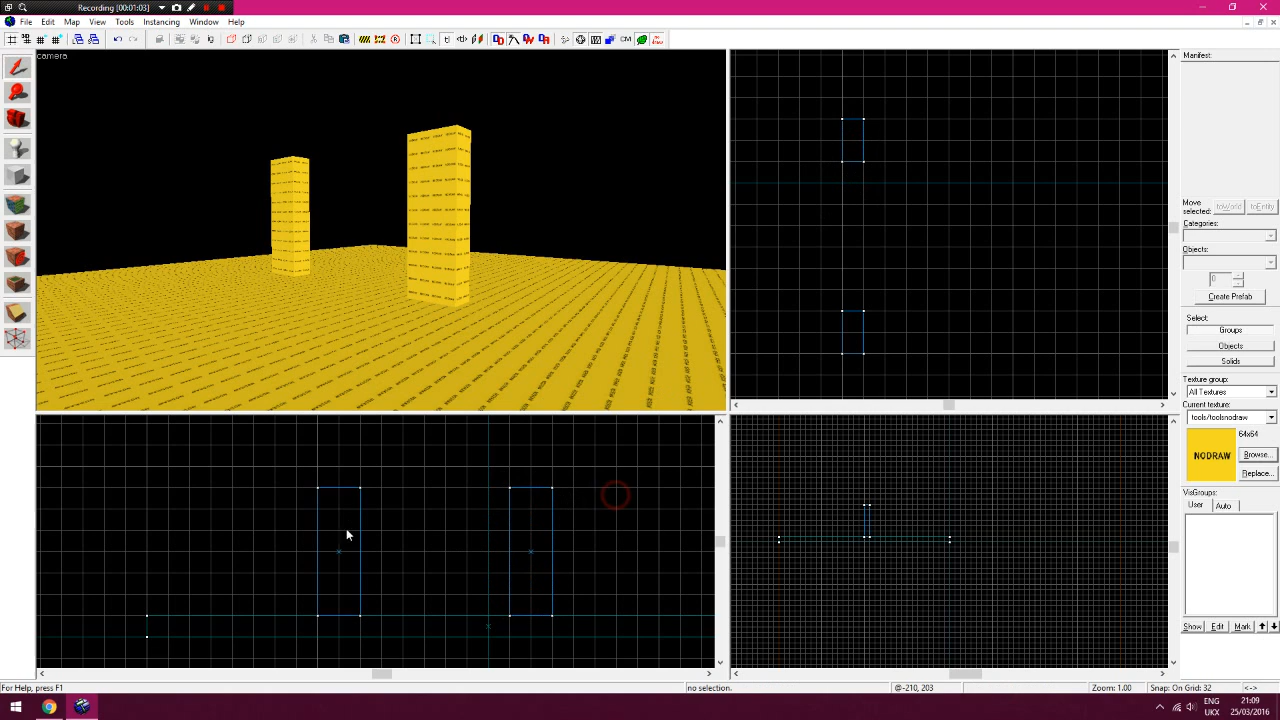 Recording [00:01:03]
File Edit Map View Tools Instancing Window Help
CM
camera
Manifest:
Move selected: toWorld toEntity
Categories:
Objects:
0
Create Prefab
Select:
Groups
Objects
Solids
Texture group:
All Textures
Current texture:
tools/toolsnodraw
64x64
NODRAW
Browse...
Replace...
VisGroups:
User Auto
Show Edit Mark
For Help, press F1
no selection.
@-210, 203
Zoom: 1.00
Snap: On Grid: 32
<->
ENG
UKX
21:09
25/03/2016